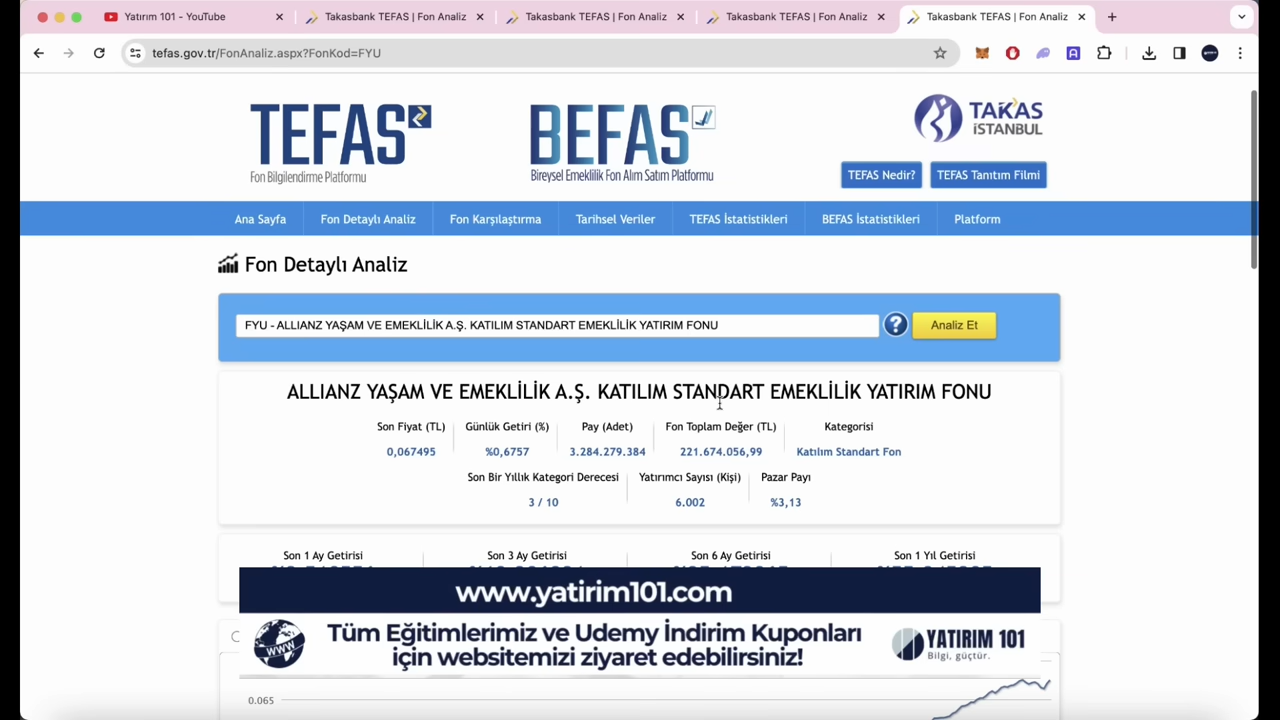 Yatırım 101 - YouTube
Takasbank TEFAS | Fon Analiz
Takasbank TEFAS | Fon Analiz
Takasbank TEFAS | Fon Analiz
Takasbank TEFAS | Fon Analiz
tefas.gov.tr/FonAnaliz.aspx?FonKod=FYU
TEFAS
Fon Bilgilendirme Platformu
BEFAS
Bireysel Emeklilik Fon Alım Satım Platformu
TAKAS
İSTANBUL
TEFAS Nedir?
TEFAS Tanıtım Filmi
Ana Sayfa
Fon Detaylı Analiz
Fon Karşılaştırma
Tarihsel Veriler
TEFAS İstatistikleri
BEFAS İstatistikleri
Platform
Fon Detaylı Analiz
FYU - ALLIANZ YAŞAM VE EMEKLİLİK A.Ş. KATILIM STANDART EMEKLİLİK YATIRIM FONU
?
Analiz Et
ALLIANZ YAŞAM VE EMEKLİLİK A.Ş. KATILIM STANDART EMEKLİLİK YATIRIM FONU
Son Fiyat (TL)
0,067495
Günlük Getiri (%)
%0,6757
Pay (Adet)
3.284.279.384
Fon Toplam Değer (TL)
221.674.056,99
Kategorisi
Katılım Standart Fon
Son Bir Yıllık Kategori Derecesi
3 / 10
Yatırımcı Sayısı (Kişi)
6.002
Pazar Payı
%3,13
Son 1 Ay Getirisi
Son 3 Ay Getirisi
Son 6 Ay Getirisi
Son 1 Yıl Getirisi
www.yatirim101.com
WWW
Tüm Eğitimlerimiz ve Udemy İndirim Kuponları
için websitemizi ziyaret edebilirsiniz!
YATIRIM 101
Bilgi, güçtür.
0.065